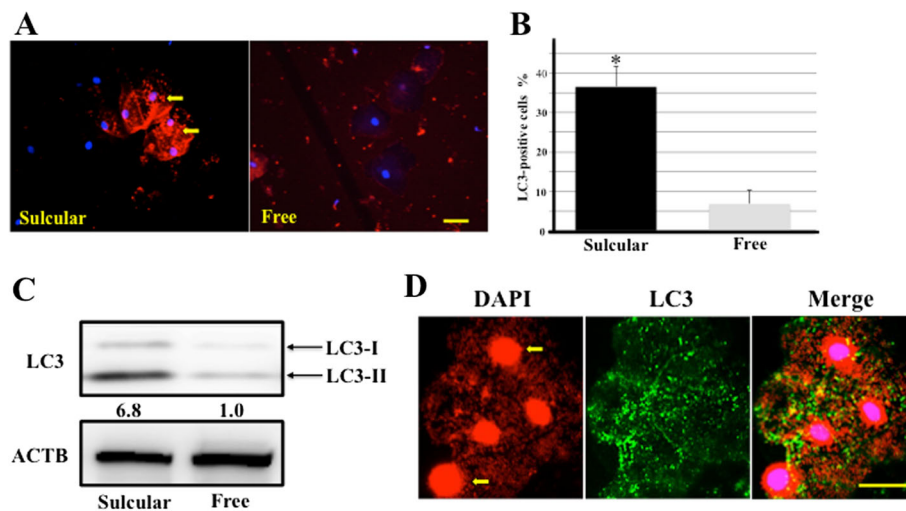 A
Sulcular
Free
B
LC3-positive cells %
40
30
20
10
0
*
Sulcular
Free
C
LC3
LC3-I
LC3-II
6.8 1.0
ACTB
Sulcular Free
D
DAPI LC3 Merge